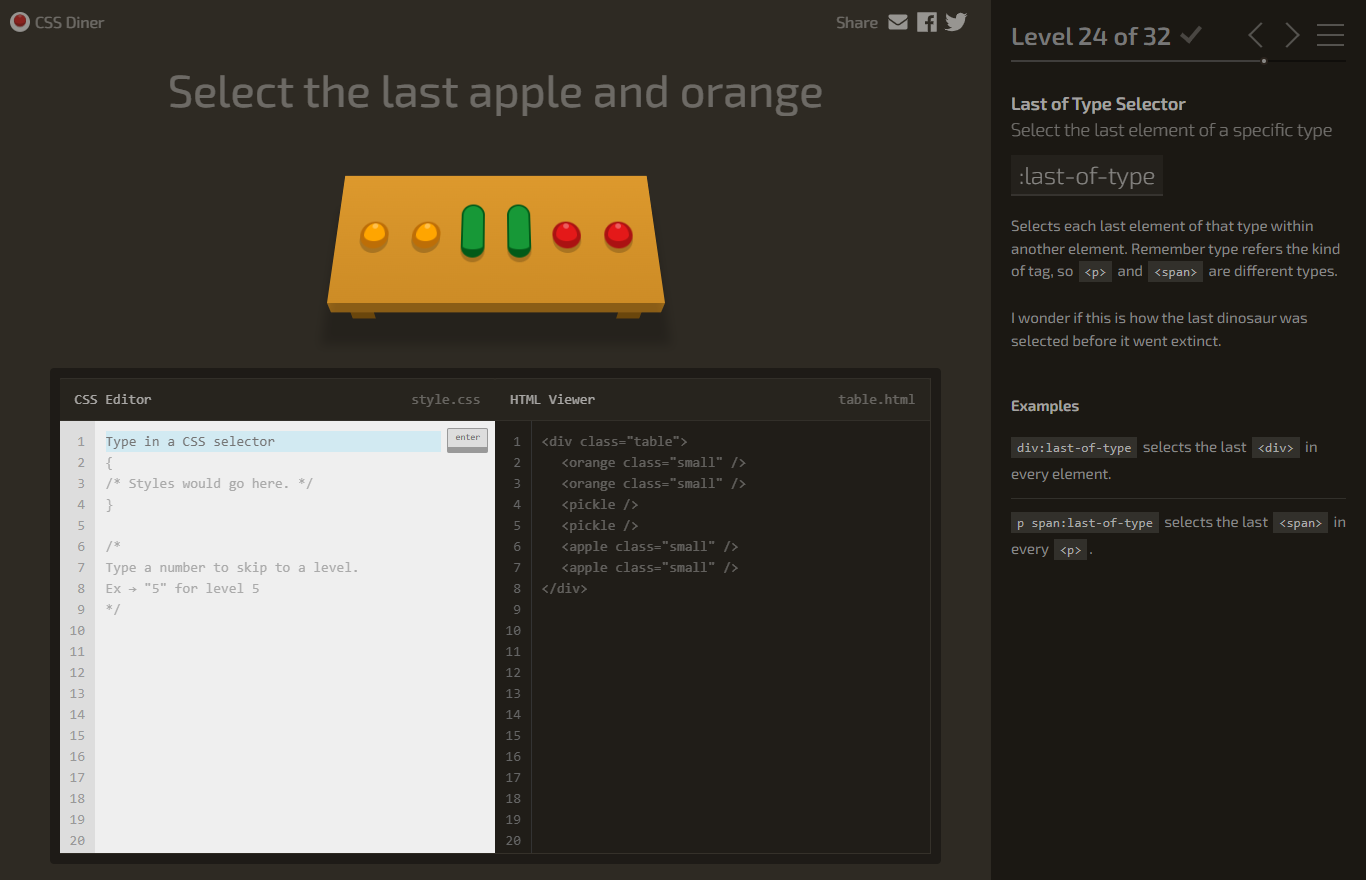 CSS Diner
Share
Select the last apple and orange
CSS Editor
style.css
1
2
3
4
5
6
7
8
9
10
11
12
13
14
15
16
17
18
19
20
Type in a CSS selector
enter
{
/* Styles would go here. */
}
/*
Type a number to skip to a level.
Ex → "5" for level 5
*/
HTML Viewer
table.html
1
2
3
4
5
6
7
8
9
10
11
12
13
14
15
16
17
18
19
20
<div class="table">
<orange class="small" />
<orange class="small" />
<pickle />
<pickle />
<apple class="small" />
<apple class="small" />
</div>
Level 24 of 32
Last of Type Selector
Select the last element of a specific type
:last-of-type
Selects each last element of that type within
another element. Remember type refers the kind
of tag, so <p> and <span> are different types.
I wonder if this is how the last dinosaur was
selected before it went extinct.
Examples
div:last-of-type selects the last <div> in
every element.
p span:last-of-type selects the last <span> in
every <p>.